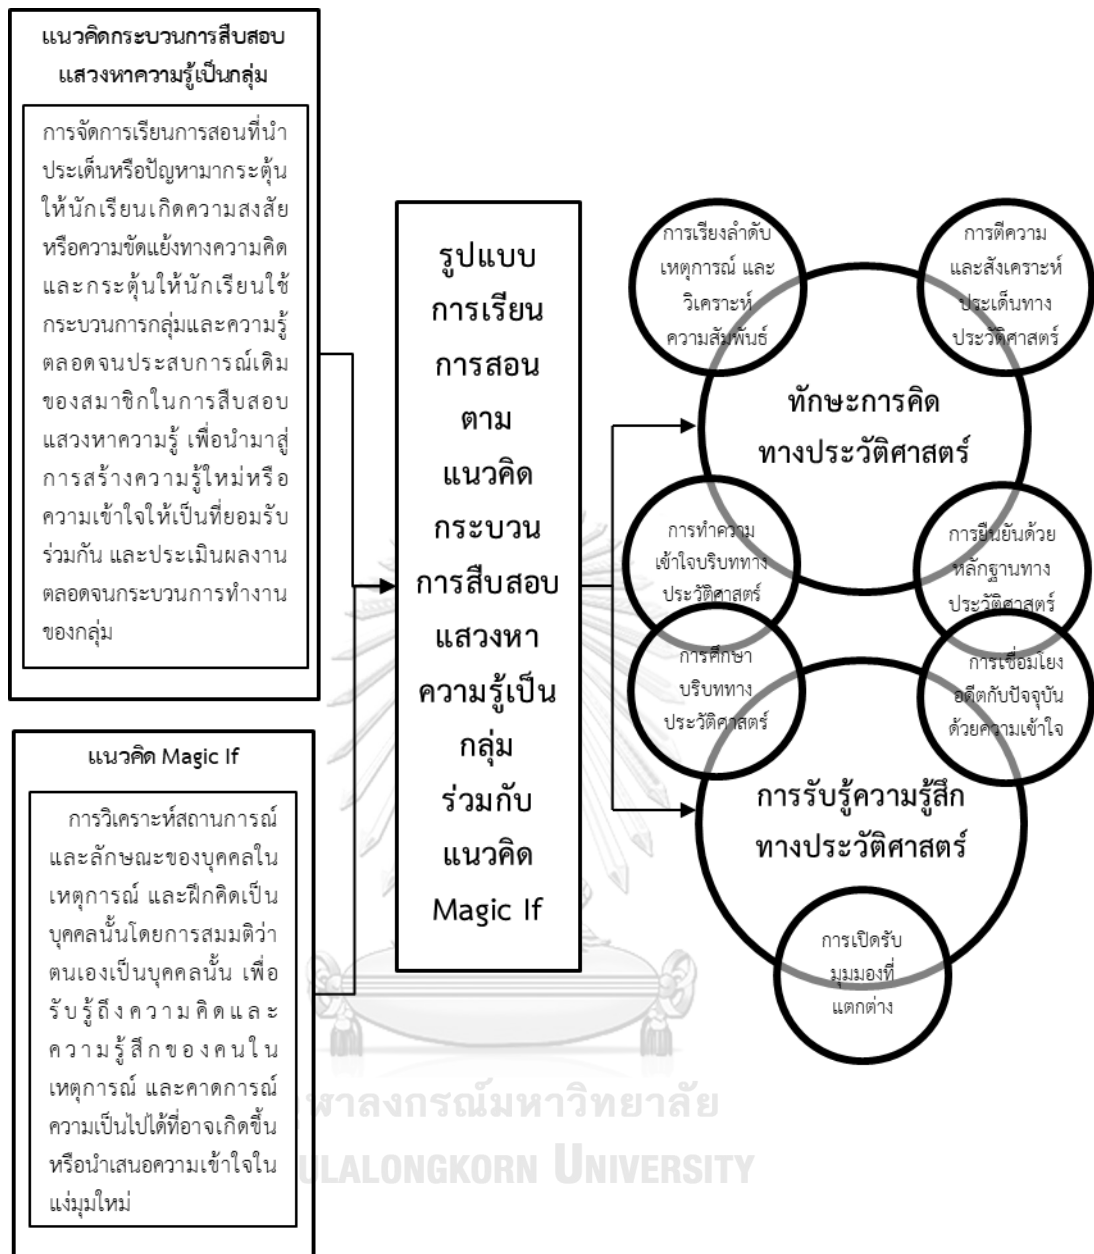 แนวคิดกระบวนการสืบสอบ
แสวงหาความรู้เป็นกลุ่ม
การจัดการเรียนการสอนที่นำ
ประเด็นหรือปัญหามากระตุ้น
ให้นักเรียนเกิดความสงสัย
หรือความขัดแย้งทางความคิด
และกระตุ้นให้นักเรียนใช้
กระบวนการกลุ่มและความรู้
ตลอดจนประสบการณ์เดิม
ของสมาชิกในการสืบสอบ
แสวงหาความรู้ เพื่อนำมาสู่
การสร้างความรู้ใหม่หรือ
ความเข้าใจให้เป็นที่ยอมรับ
ร่วมกัน และประเมินผลงาน
ตลอดจนกระบวนการทำงาน
ของกลุ่ม
แนวคิด Magic If
การวิเคราะห์สถานการณ์
และลักษณะของบุคคลใน
เหตุการณ์ และฝึกคิดเป็น
บุคคลนั้นโดยการสมมติว่า
ตนเองเป็นบุคคลนั้น เพื่อ
รับรู้ถึงความคิดและ
ความรู้สึกของคนใน
เหตุการณ์ และคาดการณ์
ความเป็นไปได้ที่อาจเกิดขึ้น
หรือนำเสนอความเข้าใจใน
แง่มุมใหม่
รูปแบบ
การเรียน
การสอน
ตาม
แนวคิด
กระบวน
การสืบสอบ
แสวงหา
ความรู้เป็น
กลุ่ม
ร่วมกับ
แนวคิด
Magic If
การเรียงลำดับ
เหตุการณ์ และ
วิเคราะห์
ความสัมพันธ์
การตีความ
และสังเคราะห์
ประเด็นทาง
ประวัติศาสตร์
ทักษะการคิด
ทางประวัติศาสตร์
การทำความ
เข้าใจบริบททาง
ประวัติศาสตร์
การยืนยันด้วย
หลักฐานทาง
ประวัติศาสตร์
การศึกษา
บริบททาง
ประวัติศาสตร์
การเชื่อมโยง
อดีตกับปัจจุบัน
ด้วยความเข้าใจ
การรับรู้ความรู้สึก
ทางประวัติศาสตร์
การเปิดรับ
มุมมองที่
แตกต่าง
ฬาลงกรณ์มหาวิทยาลัย
ULALONGKORN UNIVERSITY